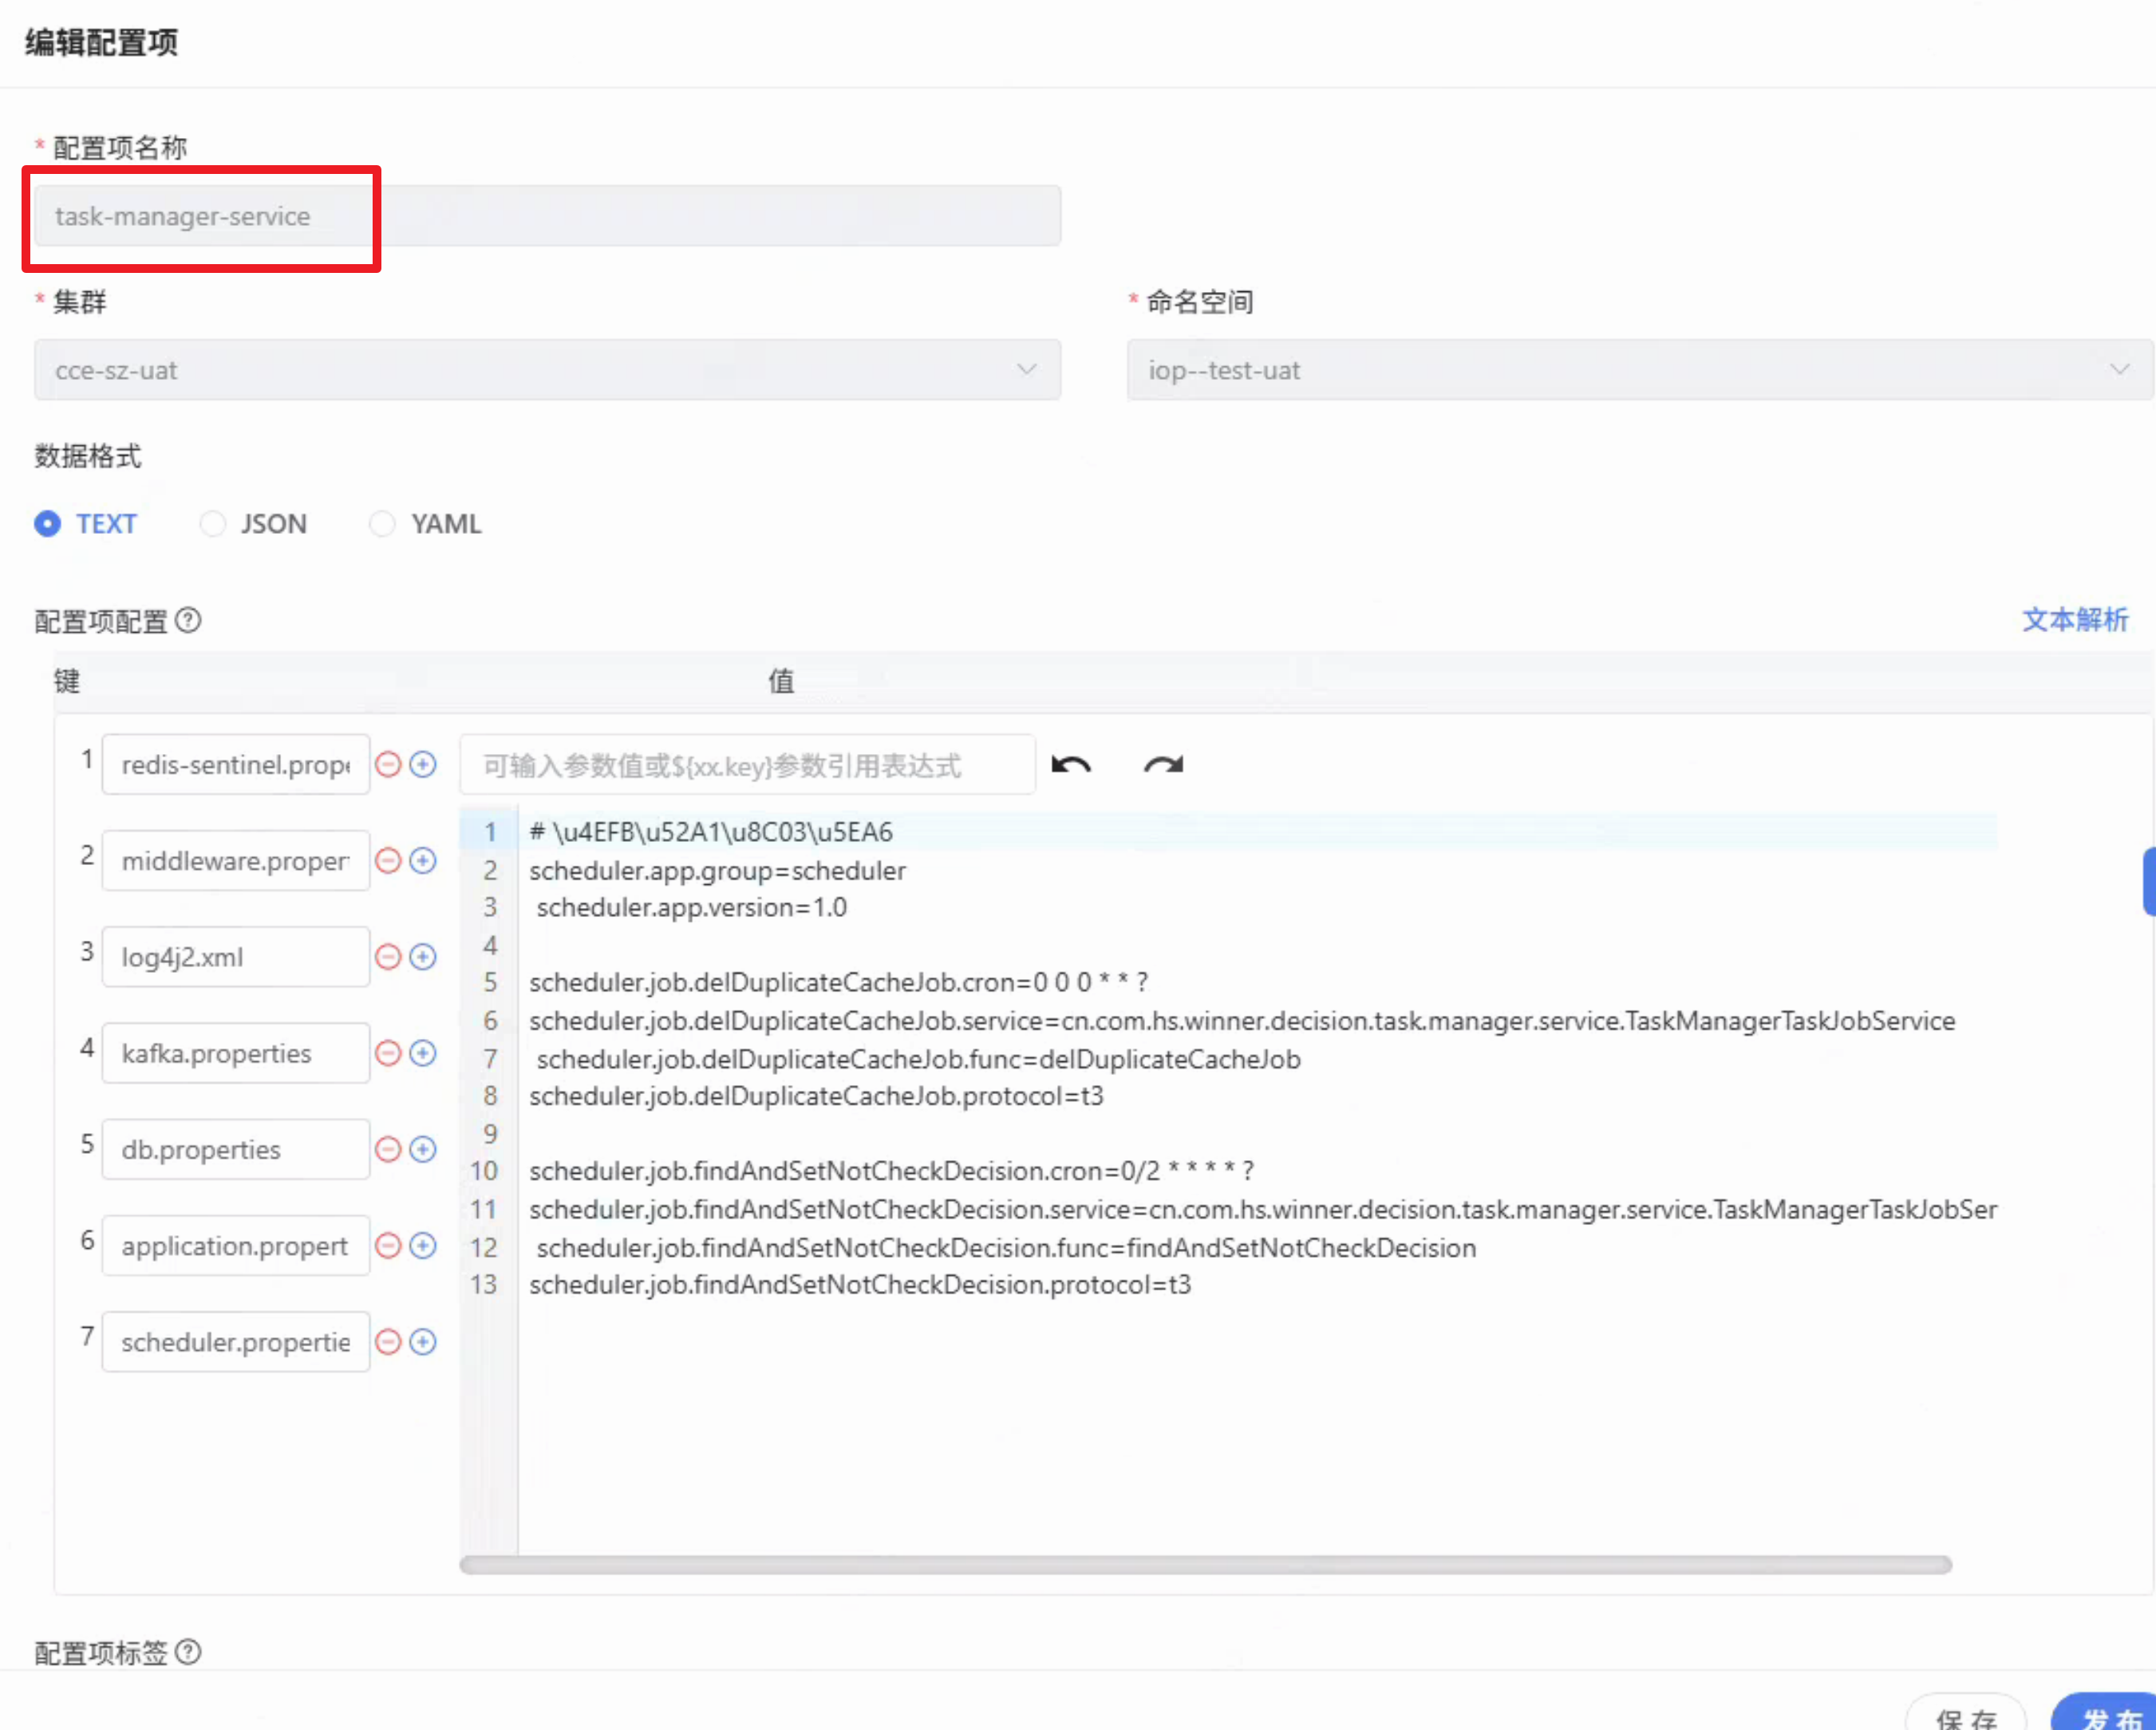 编辑配置项
* 配置项名称
task-manager-service
* 集群
* 命名空间
cce-sz-uat
iop--test-uat
数据格式
TEXT JSON YAML
配置项配置 ?
文本解析
键 值
1 redis-sentinel.prope
2 middleware.proper
3 log4j2.xml
4 kafka.properties
5 db.properties
6 application.propert
7 scheduler.propertie
可输入参数值或${xx.key}参数引用表达式
1 # \u4EFB\u52A1\u8C03\u5EA6
2 scheduler.app.group=scheduler
3 scheduler.app.version=1.0
4
5 scheduler.job.delDuplicateCacheJob.cron=0 0 0 * * ?
6 scheduler.job.delDuplicateCacheJob.service=cn.com.hs.winner.decision.task.manager.service.TaskManagerTaskJobService
7 scheduler.job.delDuplicateCacheJob.func=delDuplicateCacheJob
8 scheduler.job.delDuplicateCacheJob.protocol=t3
9
10 scheduler.job.findAndSetNotCheckDecision.cron=0/2 * * * * ?
11 scheduler.job.findAndSetNotCheckDecision.service=cn.com.hs.winner.decision.task.manager.service.TaskManagerTaskJobSer
12 scheduler.job.findAndSetNotCheckDecision.func=findAndSetNotCheckDecision
13 scheduler.job.findAndSetNotCheckDecision.protocol=t3
配置项标签 ?
保存 发布